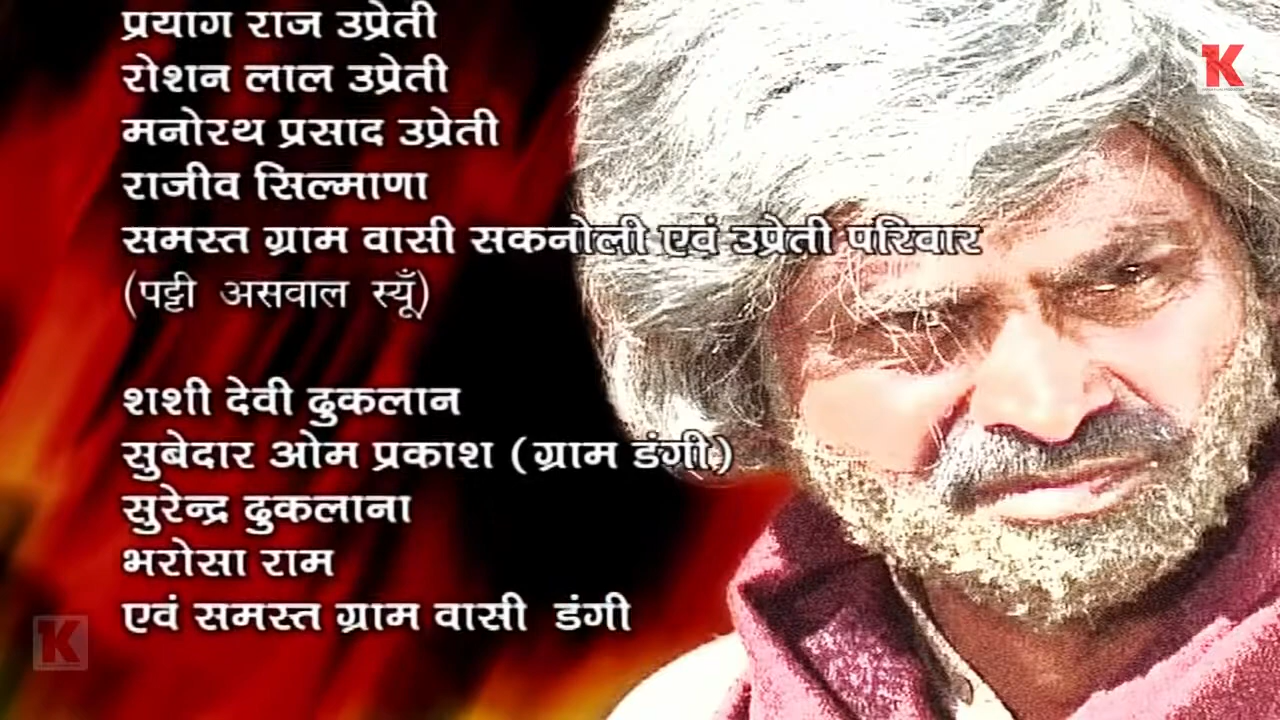 प्रयाग राज उप्रेती
रोशन लाल उप्रेती
मनोरथ प्रसाद उप्रेती
राजीव सिल्माणा
समस्त ग्राम वासी सकनोली एवं उप्रेती परिवार
(पट्टी असवाल स्यूँ)
शशी देवी ढुकलान
सुबेदार ओम प्रकाश (ग्राम डंगी)
सुरेन्द्र ढुकलाना
भरोसा राम
एवं समस्त ग्राम वासी डंगी
K
K